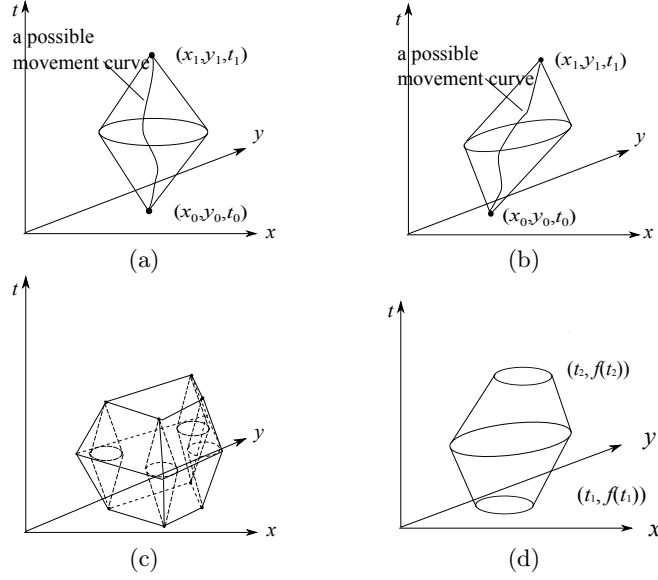 t
a possible
movement curve
(x₁,y₁,t₁)
y
(x₀,y₀,t₀)
x
(a)
t
a possible
movement curve
(x₁,y₁,t₁)
y
(x₀,y₀,t₀)
x
(b)
t
y
x
(c)
t
(t₂, f(t₂))
y
(t₁, f(t₁))
x
(d)